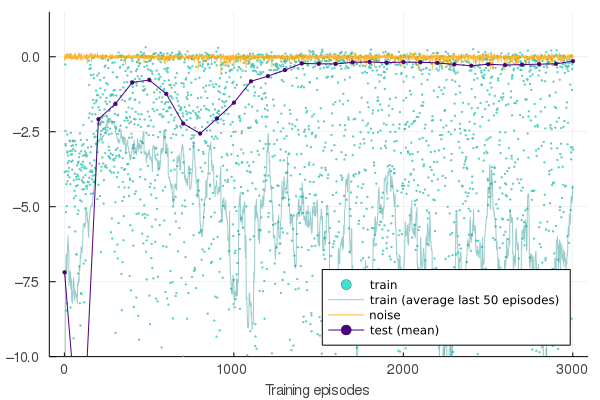 0.0
−2.5
−5.0
−7.5
−10.0
0
1000
2000
3000
Training episodes
train
train (average last 50 episodes)
noise
test (mean)